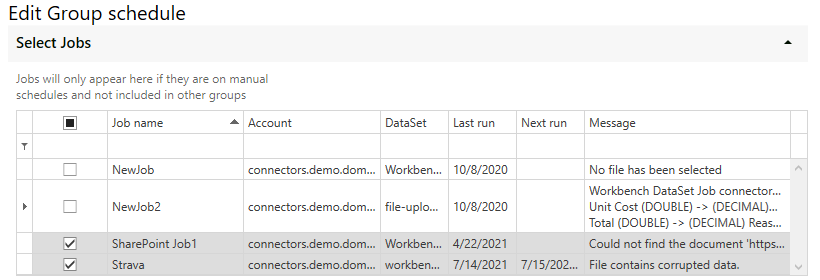 Edit Group schedule
Select Jobs
Jobs will only appear here if they are on manual
schedules and not included in other groups
Job name Account DataSet Last run Next run Message
NewJob connectors.demo.dom... Workben... 10/8/2020 No file has been selected
NewJob2 connectors.demo.dom... file-uplo... 10/8/2020 Workbench DataSet Job connector...
Unit Cost (DOUBLE) -> (DECIMAL)...
Total (DOUBLE) -> (DECIMAL) Reas...
SharePoint Job1 connectors.demo.dom... Workben... 4/22/2021 Could not find the document 'https...
Strava connectors.demo.dom... workben... 7/14/2021 7/15/202... File contains corrupted data.